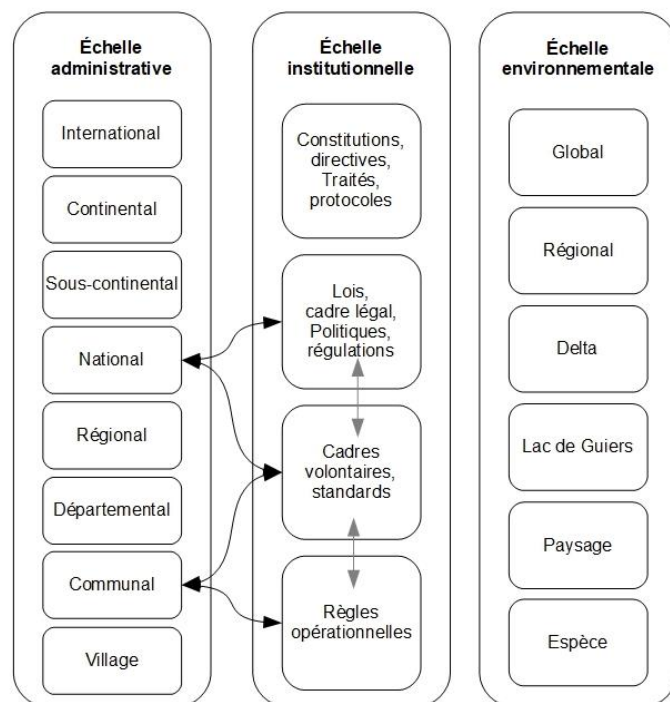 Échelle
administrative
International
Continental
Sous-continental
National
Régional
Départemental
Communal
Village
Échelle
institutionnelle
Constitutions,
directives,
Traités,
protocoles
Lois,
cadre légal,
Politiques,
régulations
Cadres
volontaires,
standards
Règles
opérationnelles
Échelle
environnementale
Global
Régional
Delta
Lac de Guiers
Paysage
Espèce